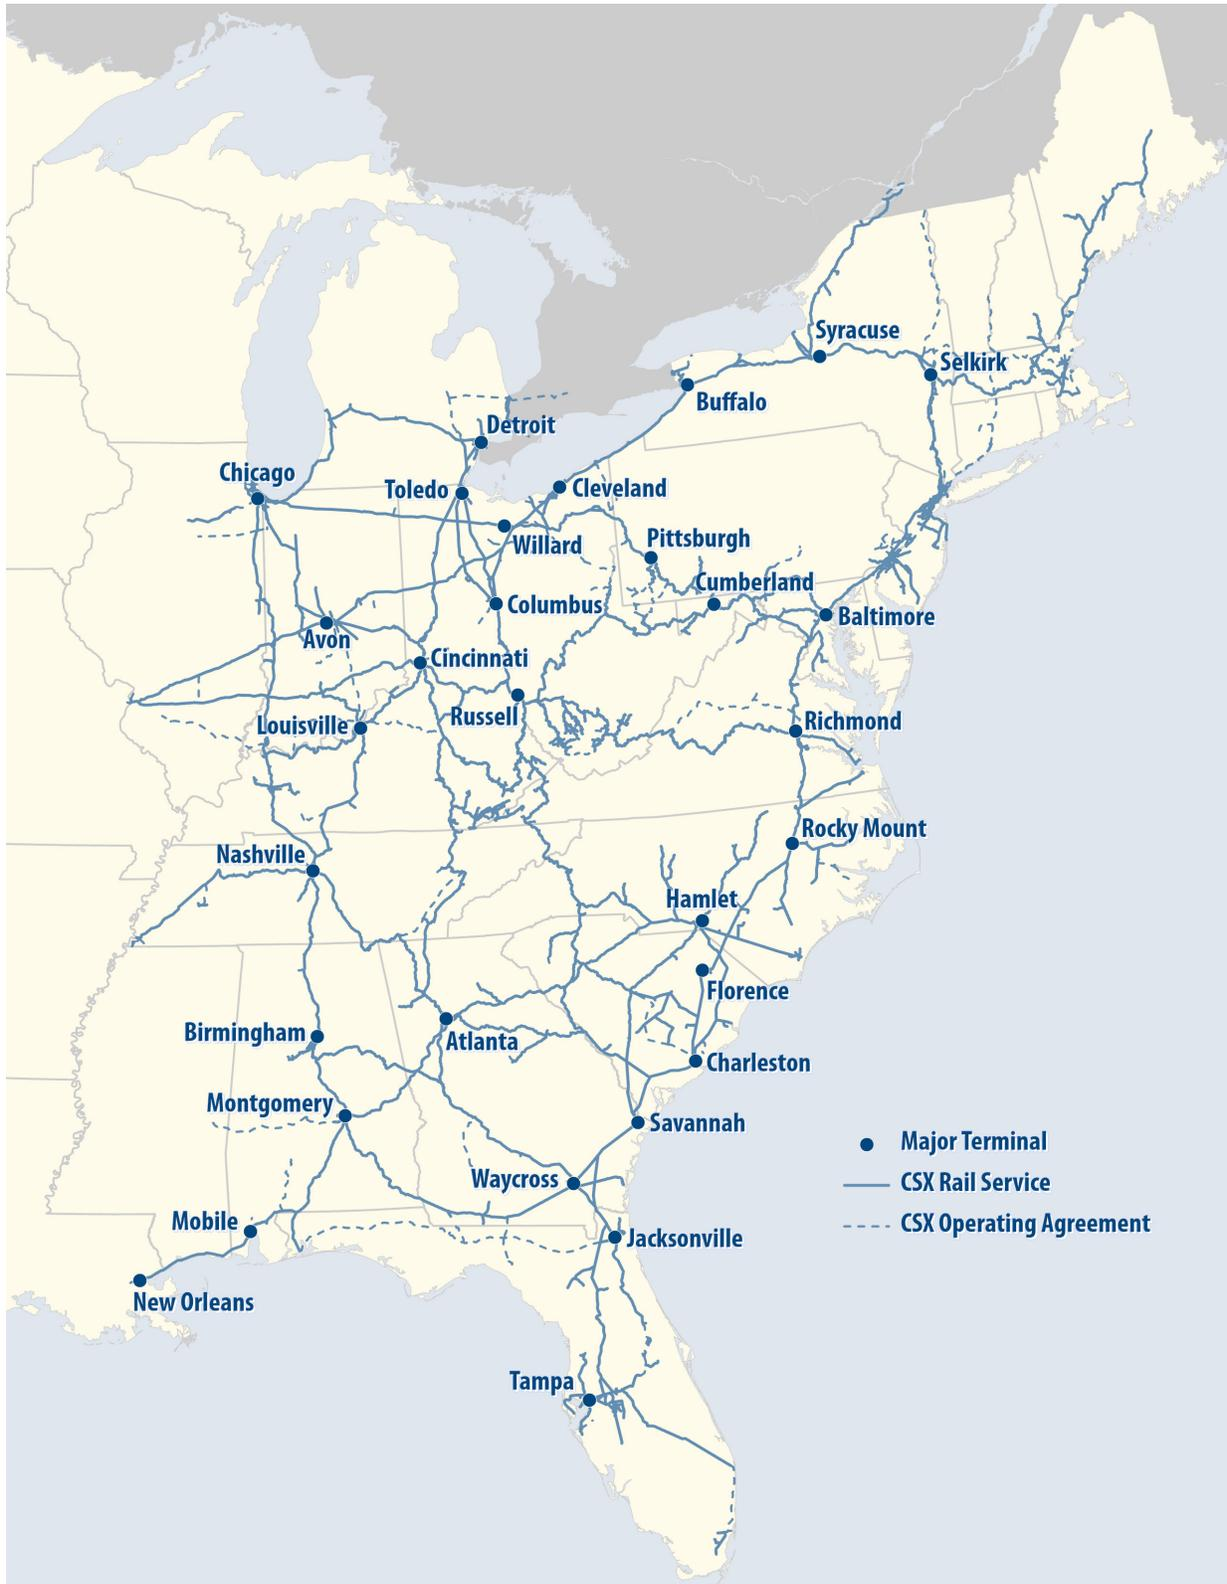 Syracuse
Selkirk
Buffalo
Detroit
Chicago
Toledo
Cleveland
Willard
Pittsburgh
Cumberland
Columbus
Baltimore
Avon
Cincinnati
Russell
Louisville
Richmond
Rocky Mount
Nashville
Hamlet
Florence
Birmingham
Atlanta
Charleston
Montgomery
Savannah
Major Terminal
Waycross
CSX Rail Service
Mobile
CSX Operating Agreement
Jacksonville
New Orleans
Tampa